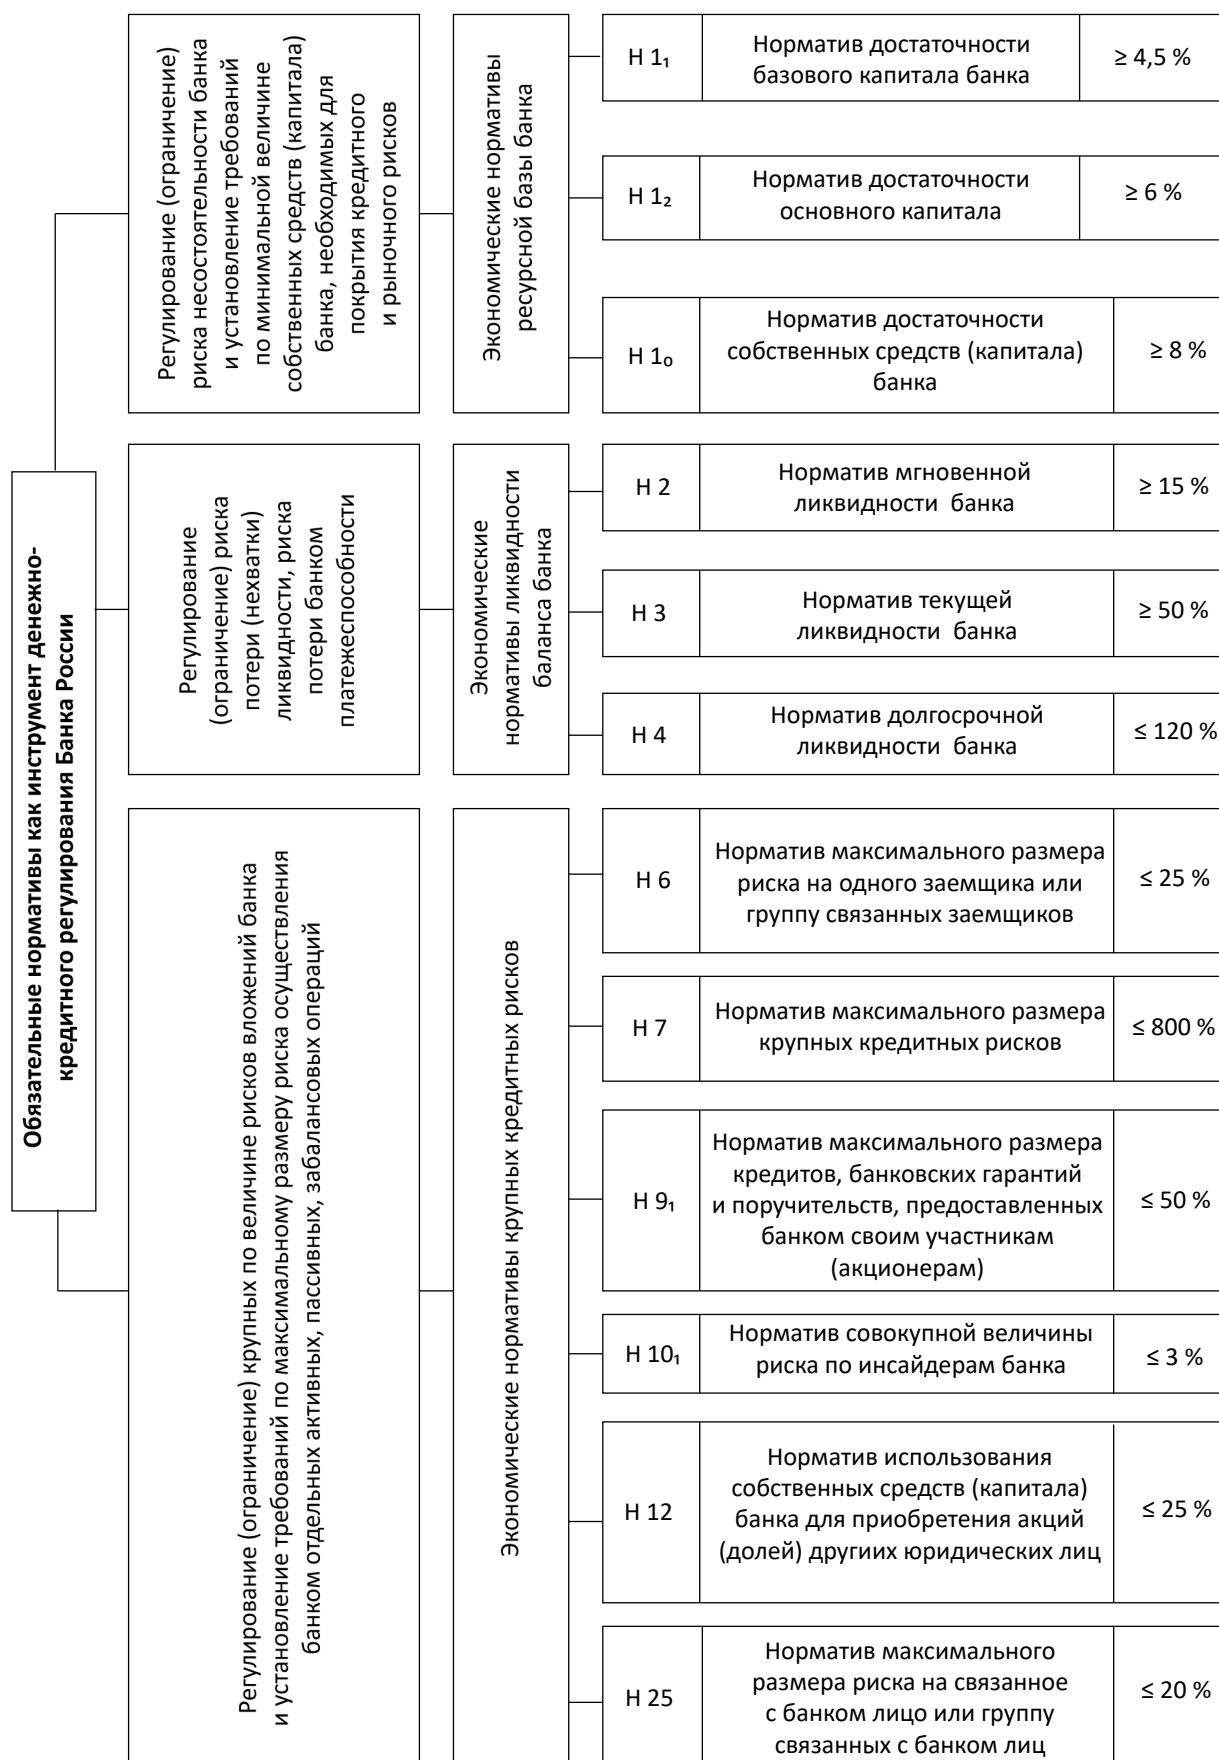 Обязательные нормативы как инструмент денежно-
кредитного регулирования Банка России
Регулирование (ограничение)
риска несостоятельности банка
и установление требований
по минимальной величине
собственных средств (капитала)
банка, необходимых для
покрытия кредитного
и рыночного рисков
Экономические нормативы
ресурсной базы банка
Н 1₁
Норматив достаточности
базового капитала банка
≥ 4,5 %
Н 1₂
Норматив достаточности
основного капитала
≥ 6 %
Н 1₀
Норматив достаточности
собственных средств (капитала)
банка
≥ 8 %
Регулирование
(ограничение) риска
потери (нехватки)
ликвидности, риска
потери банком
платежеспособности
Экономические
нормативы ликвидности
баланса банка
Н 2
Норматив мгновенной
ликвидности банка
≥ 15 %
Н 3
Норматив текущей
ликвидности банка
≥ 50 %
Н 4
Норматив долгосрочной
ликвидности банка
≤ 120 %
Регулирование (ограничение) крупных по величине рисков вложений банка
и установление требований по максимальному размеру риска осуществления
банком отдельных активных, пассивных, забалансовых операций
Экономические нормативы крупных кредитных рисков
Н 6
Норматив максимального размера
риска на одного заемщика или
группу связанных заемщиков
≤ 25 %
Н 7
Норматив максимального размера
крупных кредитных рисков
≤ 800 %
Н 9₁
Норматив максимального размера
кредитов, банковских гарантий
и поручительств, предоставленных
банком своим участникам
(акционерам)
≤ 50 %
Н 10₁
Норматив совокупной величины
риска по инсайдерам банка
≤ 3 %
Н 12
Норматив использования
собственных средств (капитала)
банка для приобретения акций
(долей) другиих юридических лиц
≤ 25 %
Н 25
Норматив максимального
размера риска на связанное
с банком лицо или группу
связанных с банком лиц
≤ 20 %